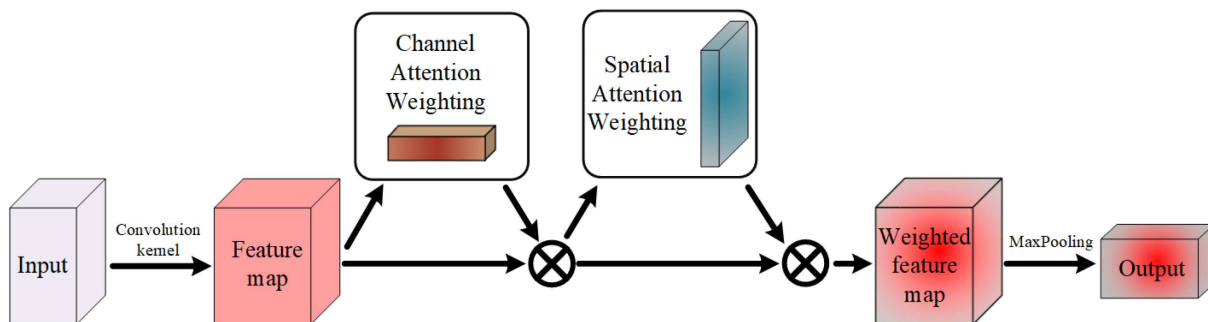 Channel
Attention
Weighting
Spatial
Attention
Weighting
Input
Convolution
kernel
Feature
map
Weighted
feature
map
MaxPooling
Output